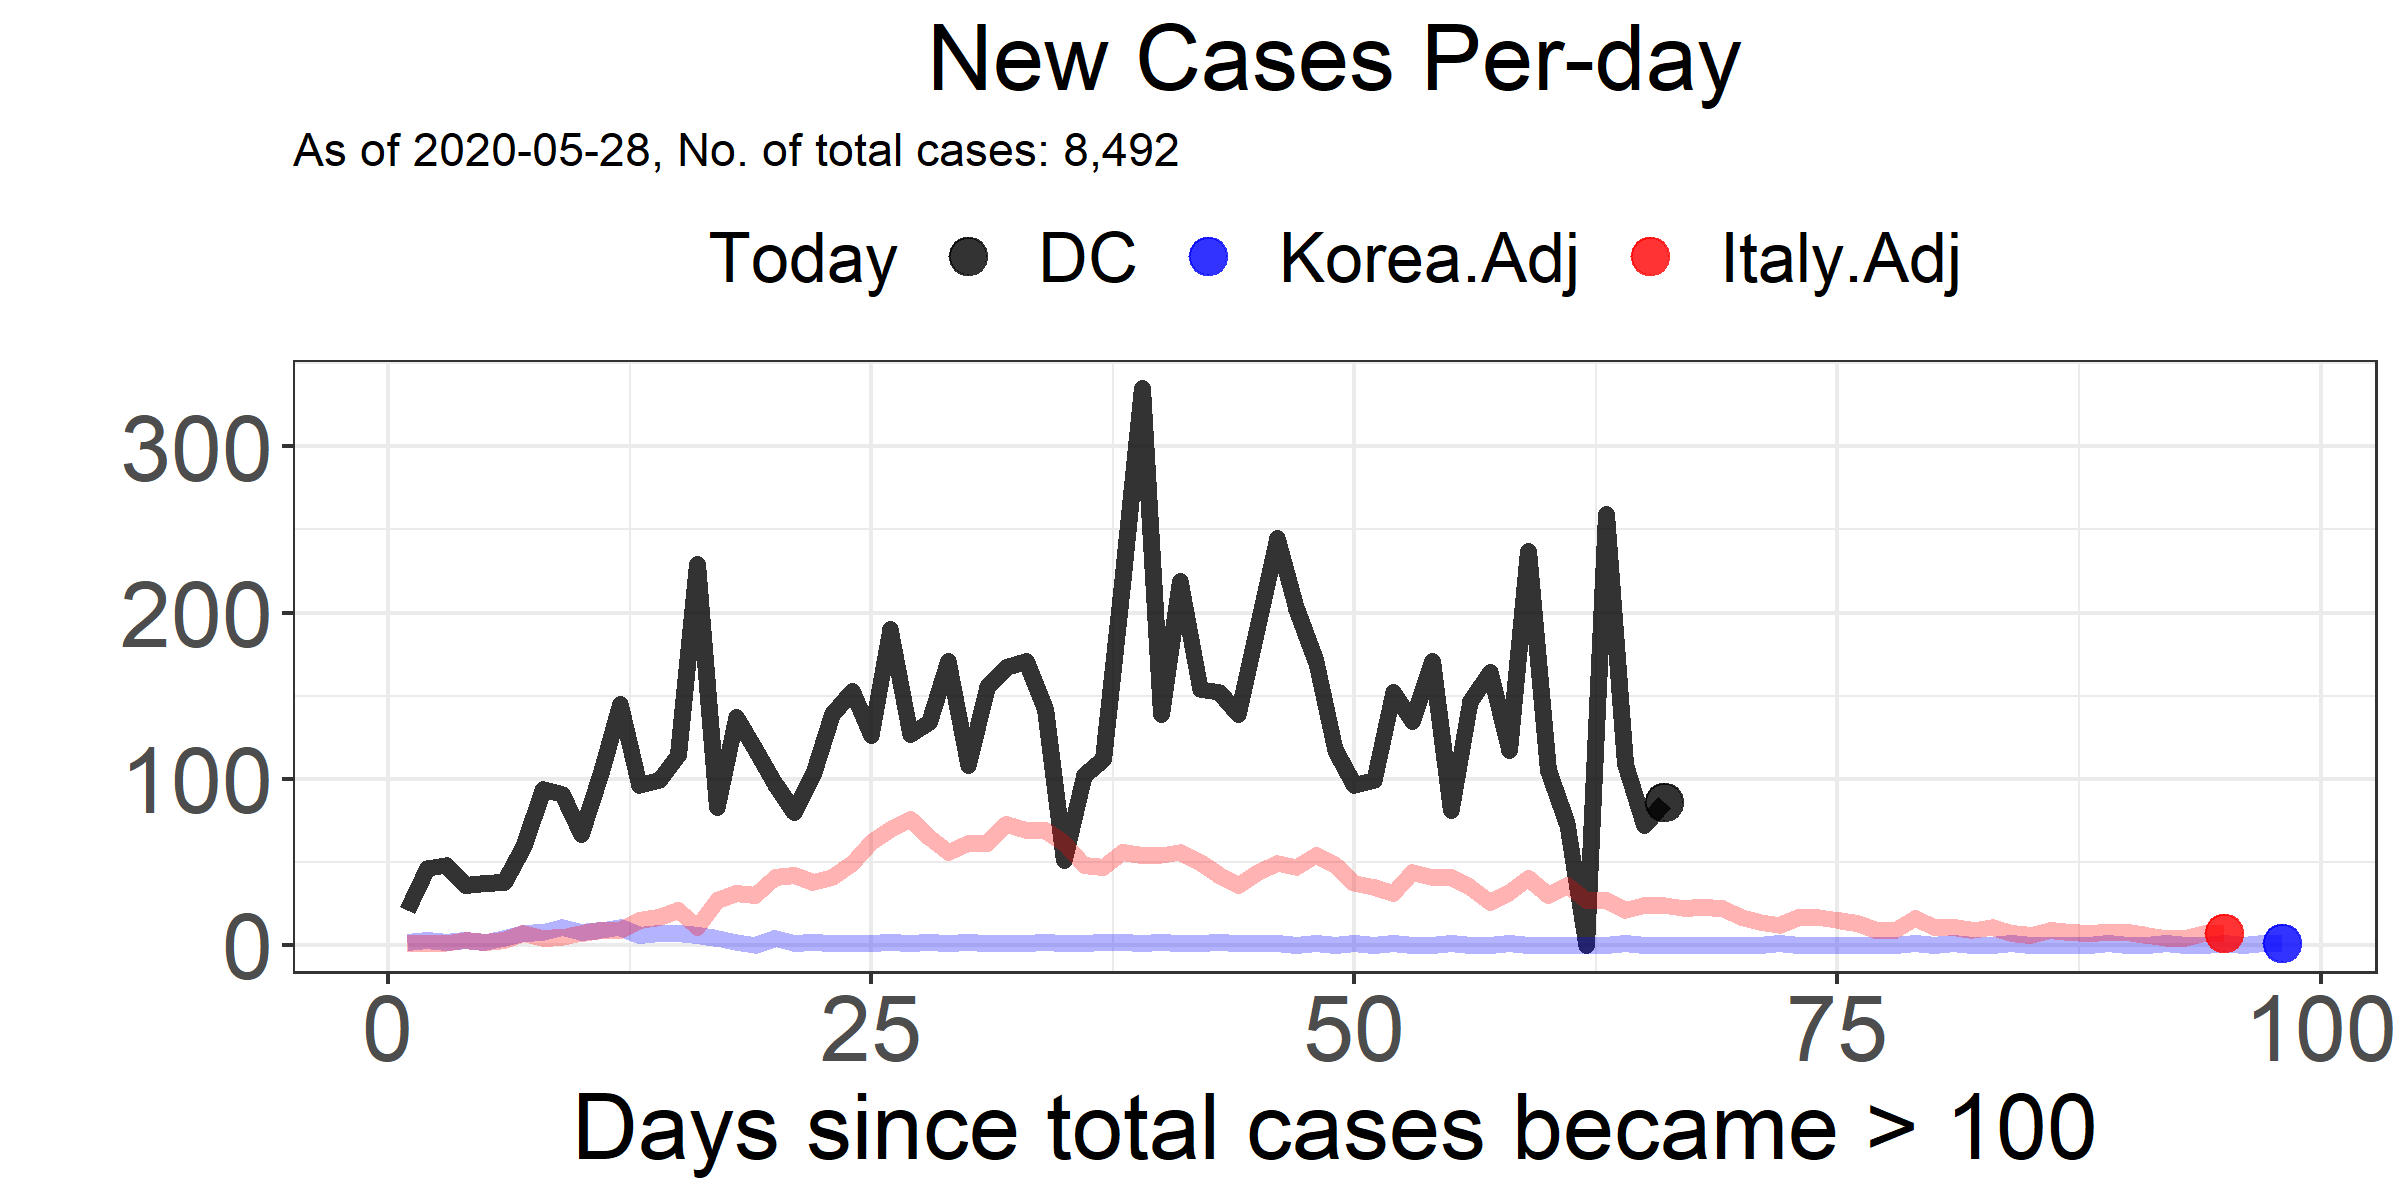 New Cases Per-day
As of 2020-05-28, No. of total cases: 8,492
Today DC Korea.Adj Italy.Adj
300
200
100
0
0 25 50 75 100
Days since total cases became > 100